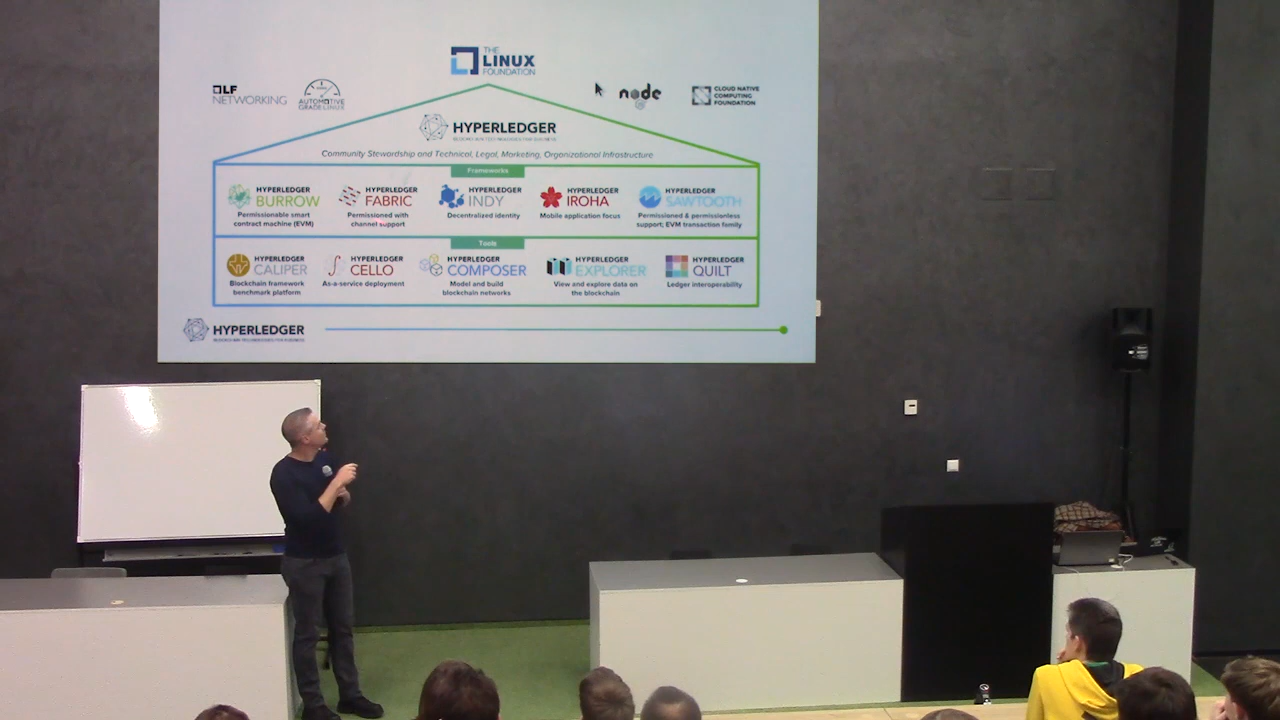 THE
LINUX
FOUNDATION
LF
NETWORKING
AUTOMOTIVE
GRADE LINUX
node
CLOUD NATIVE
COMPUTING
FOUNDATION
HYPERLEDGER
Community Stewardship and Technical, Legal, Marketing, Organizational Infrastructure
Frameworks
HYPERLEDGER
BURROW
Permissionable smart
contract machine (EVM)
HYPERLEDGER
FABRIC
Permissioned with
channel support
HYPERLEDGER
INDY
Decentralized identity
HYPERLEDGER
IROHA
Mobile application focus
HYPERLEDGER
SAWTOOTH
Permissioned & permissionless
support; EVM transaction family
Tools
HYPERLEDGER
CALIPER
Blockchain framework
benchmark platform
HYPERLEDGER
CELLO
As-a-service deployment
HYPERLEDGER
COMPOSER
Model and build
blockchain networks
HYPERLEDGER
EXPLORER
View and explore data on
the blockchain
HYPERLEDGER
QUILT
Ledger interoperability
HYPERLEDGER